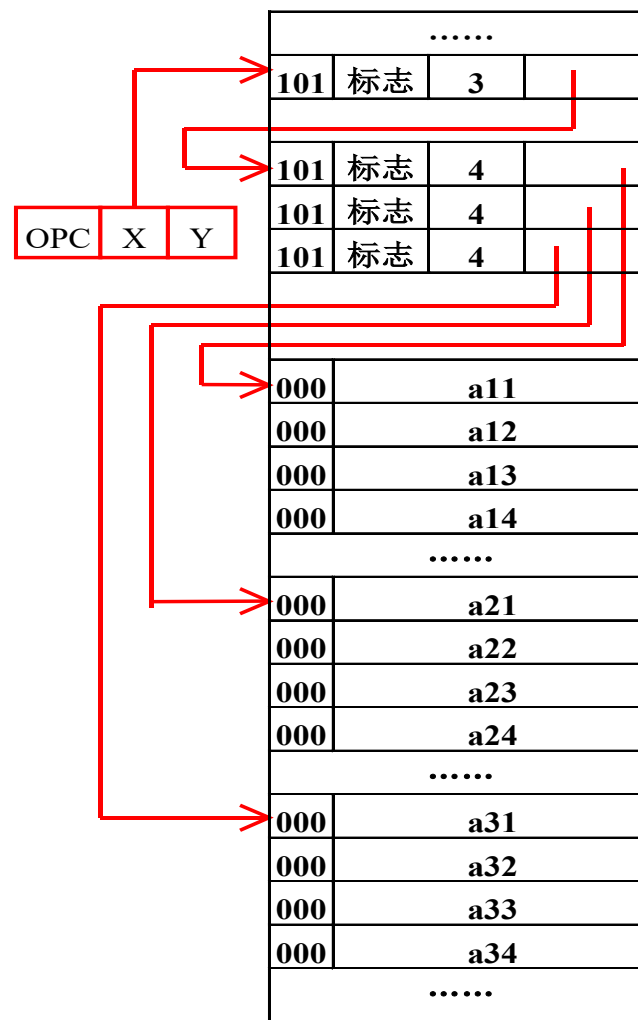 ......
101 标志 3
101 标志 4
101 标志 4
OPC X Y
101 标志 4
000 a11
000 a12
000 a13
000 a14
......
000 a21
000 a22
000 a23
000 a24
......
000 a31
000 a32
000 a33
000 a34
......